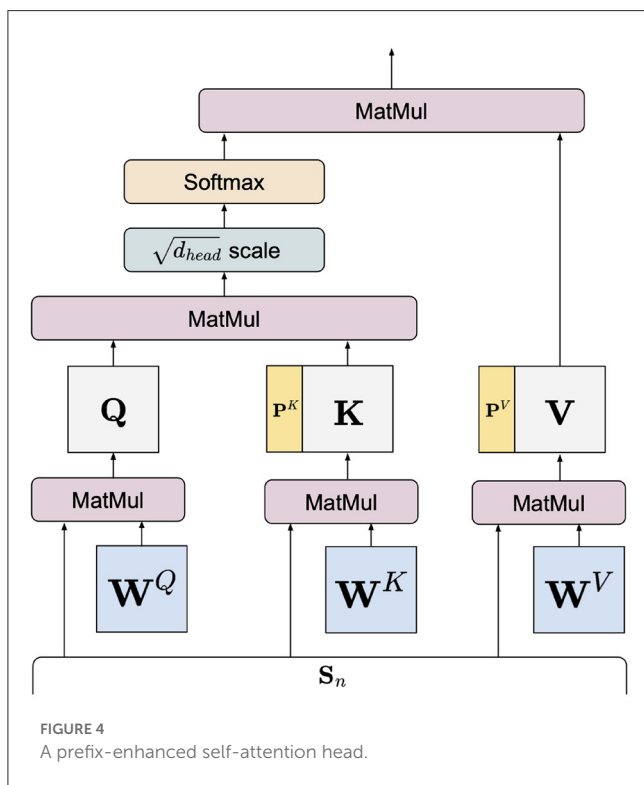 MatMul
Softmax
√d_head scale
MatMul
Q
P^K K
P^V V
MatMul
MatMul
MatMul
W^Q
W^K
W^V
S_n
FIGURE 4
A prefix-enhanced self-attention head.